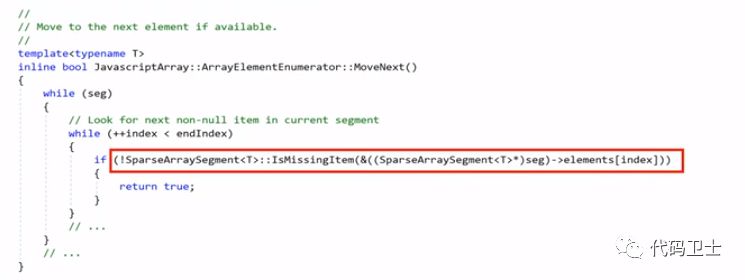 //
// Move to the next element if available.
//
template<typename T>
inline bool JavascriptArray::ArrayElementEnumerator::MoveNext()
{
    while (seg)
    {
        // Look for next non-null item in current segment
        while (++index < endIndex)
        {
            if (!SparseArraySegment<T>::IsMissingItem(&((SparseArraySegment<T>*)seg)->elements[index]))
            {
                return true;
            }
        }
        // ...
    }
    // ...
}
代码卫士